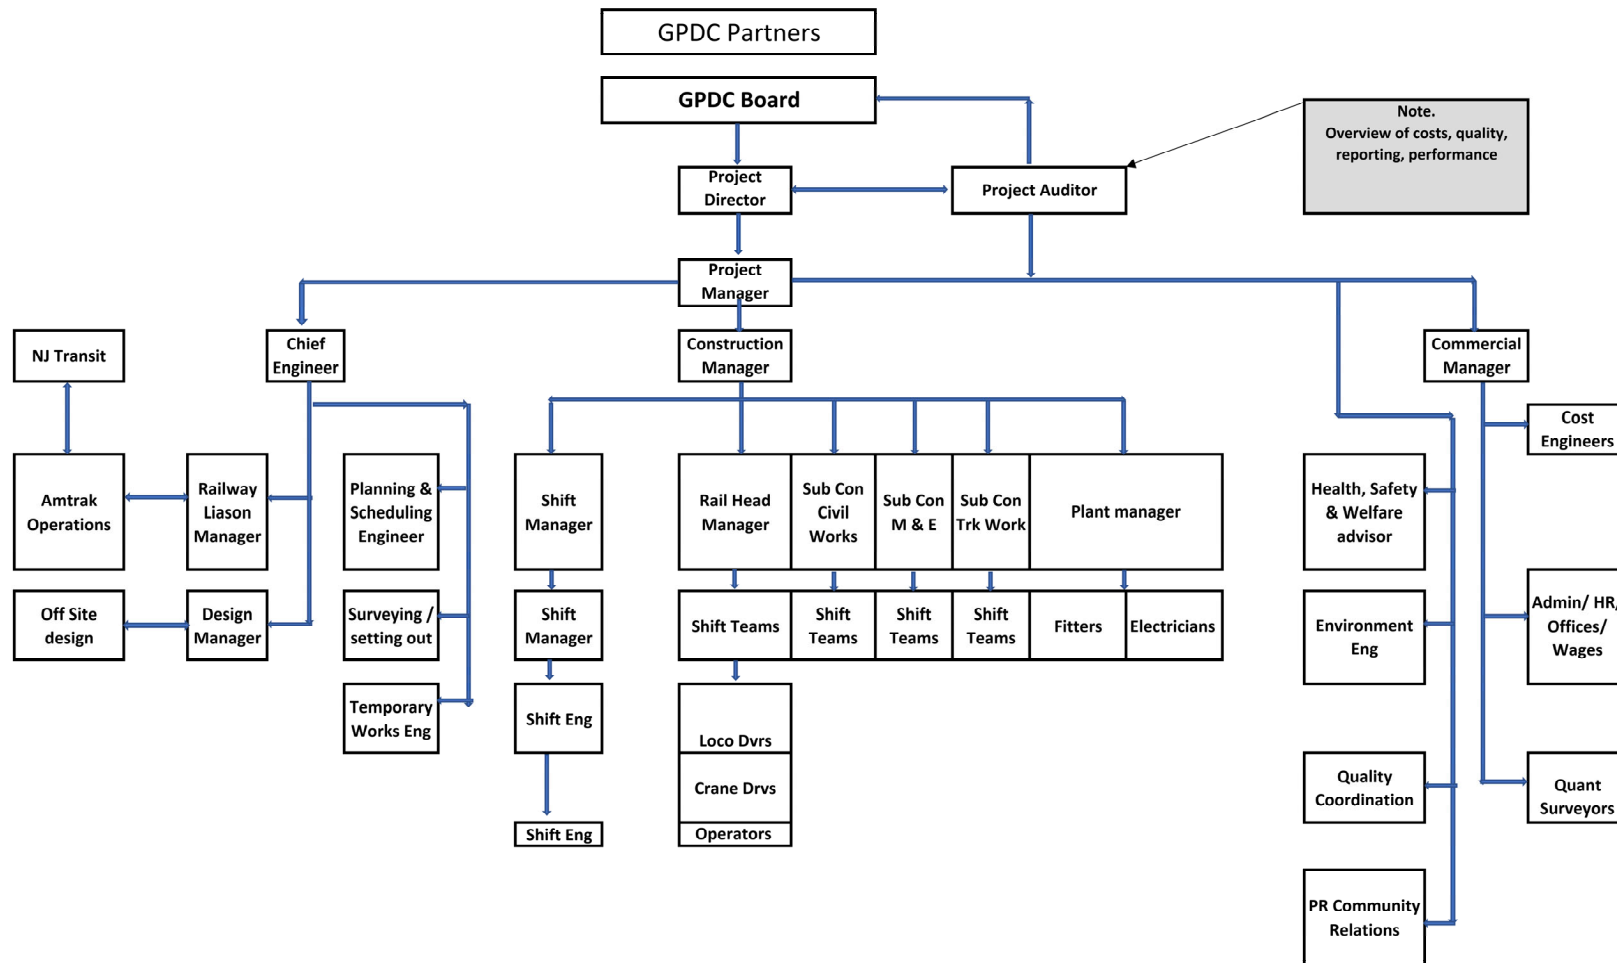 GPDC Partners
GPDC Board
Note.
Overview of costs, quality,
reporting, performance
Project
Director
Project Auditor
Project
Manager
NJ Transit
Chief
Engineer
Construction
Manager
Commercial
Manager
Cost
Engineers
Amtrak
Operations
Railway
Liason
Manager
Planning &
Scheduling
Engineer
Shift
Manager
Rail Head
Manager
Sub Con
Civil
Works
Sub Con
M & E
Sub Con
Trk Work
Plant manager
Health, Safety
& Welfare
advisor
Off Site
design
Design
Manager
Surveying /
setting out
Shift
Manager
Shift Teams
Shift
Teams
Shift
Teams
Shift
Teams
Fitters
Electricians
Environment
Eng
Admin/ HR/
Offices/
Wages
Temporary
Works Eng
Shift Eng
Loco Dvrs
Crane Drvs
Quality
Coordination
Quant
Surveyors
Shift Eng
Operators
PR Community
Relations